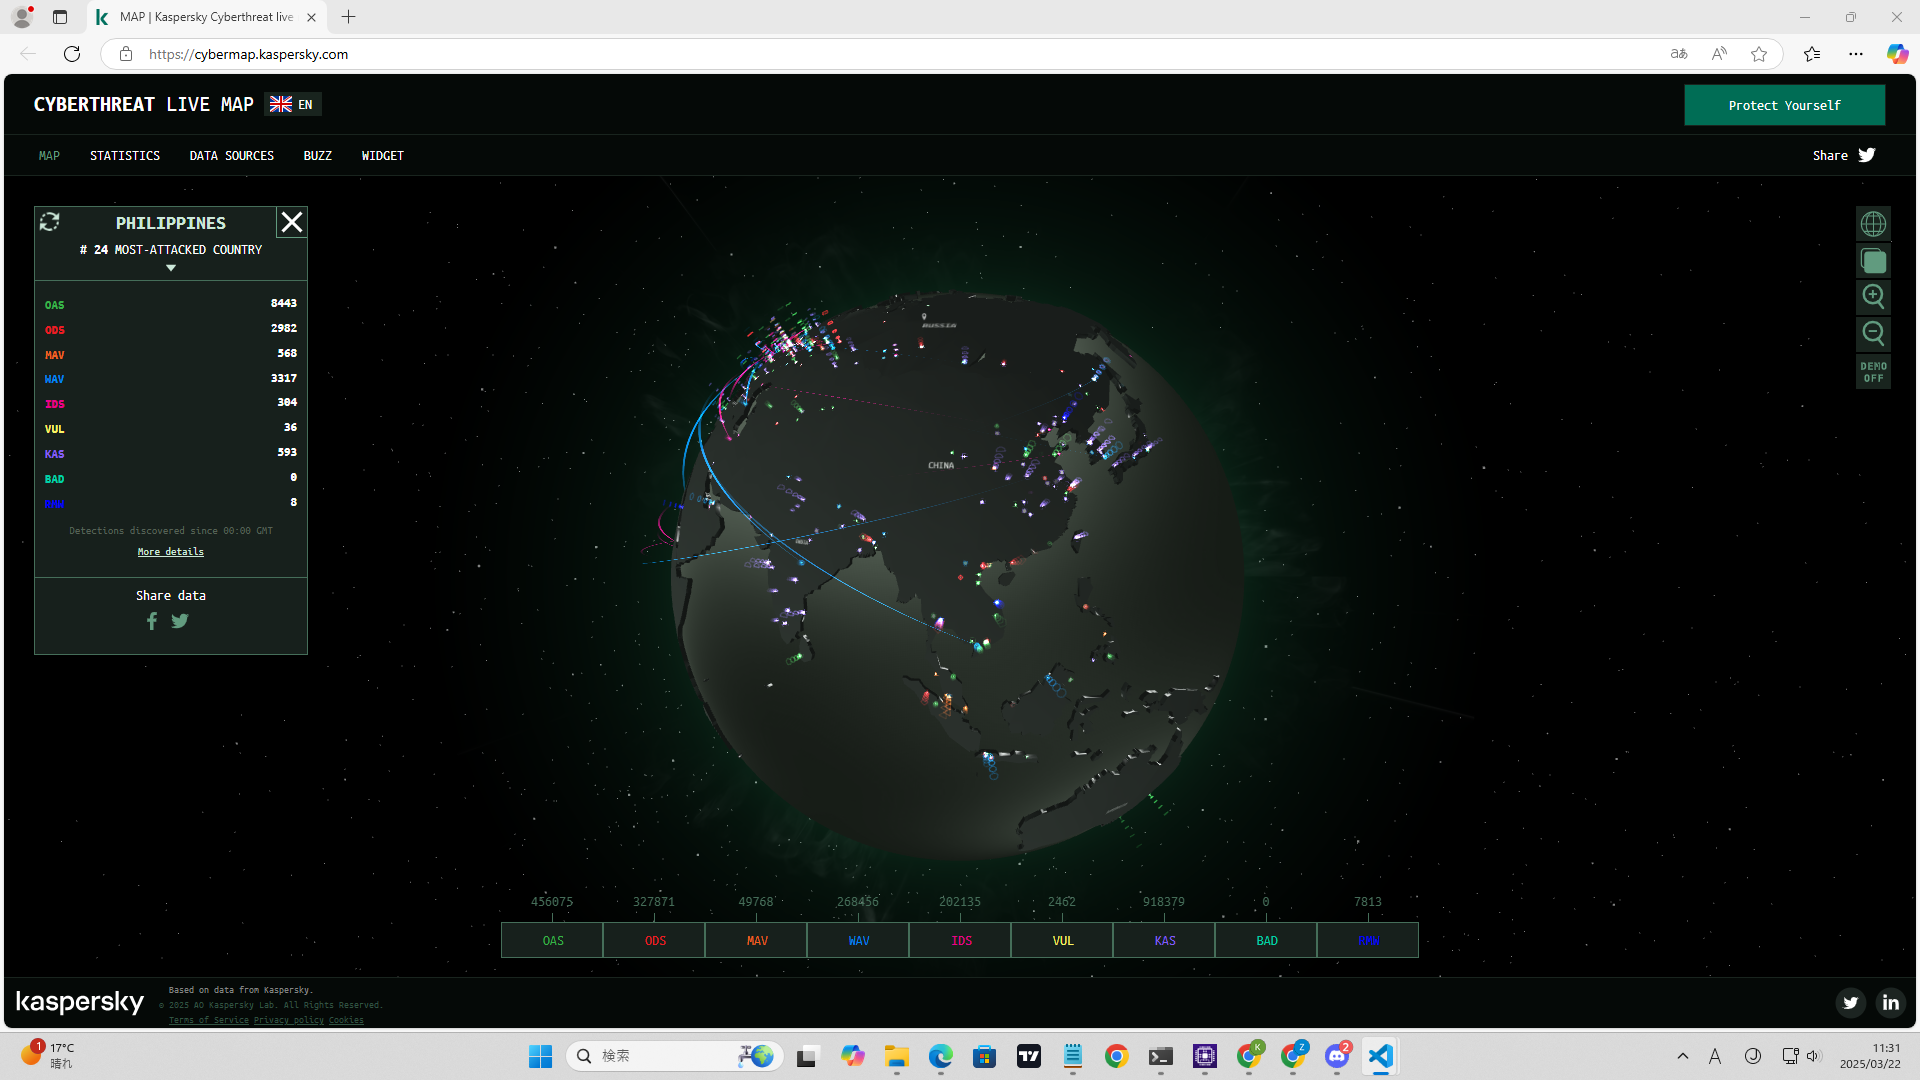 MAP | Kaspersky Cyberthreat live
https://cybermap.kaspersky.com
CYBERTHREAT LIVE MAP
EN
Protect Yourself
MAP
STATISTICS
DATA SOURCES
BUZZ
WIDGET
Share
PHILIPPINES
# 24 MOST-ATTACKED COUNTRY
OAS 8443
ODS 2982
MAV 568
WAV 3317
IDS 304
VUL 36
KAS 593
BAD 0
RMW 8
Detections discovered since 00:00 GMT
More details
Share data
DEMO
OFF
RUSSIA
CHINA
456075
327871
49768
268456
202135
2462
918379
0
7813
OAS
ODS
MAV
WAV
IDS
VUL
KAS
BAD
RMW
kaspersky
Based on data from Kaspersky.
© 2025 AO Kaspersky Lab. All Rights Reserved.
Terms of Service Privacy policy Cookies
1
17°C
晴れ
検索
K
Z
2
A
11:31
2025/03/22